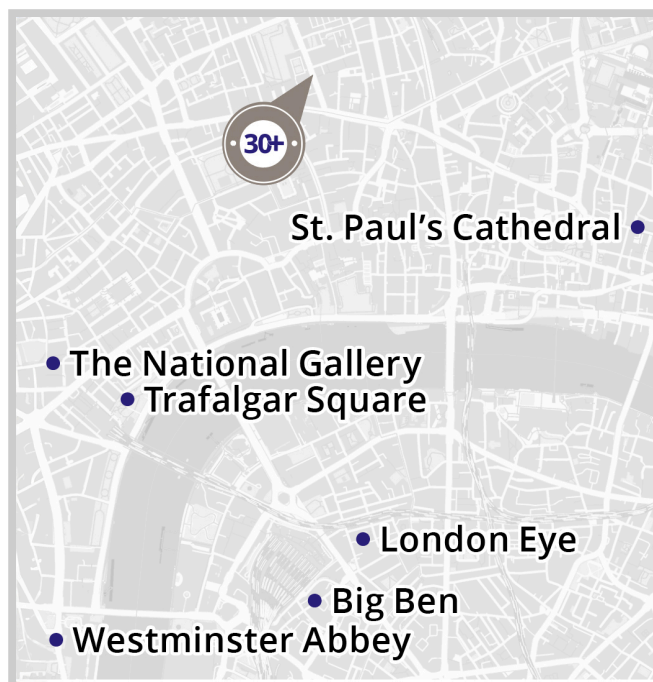 30+
St. Paul’s Cathedral
The National Gallery
Trafalgar Square
London Eye
Big Ben
Westminster Abbey